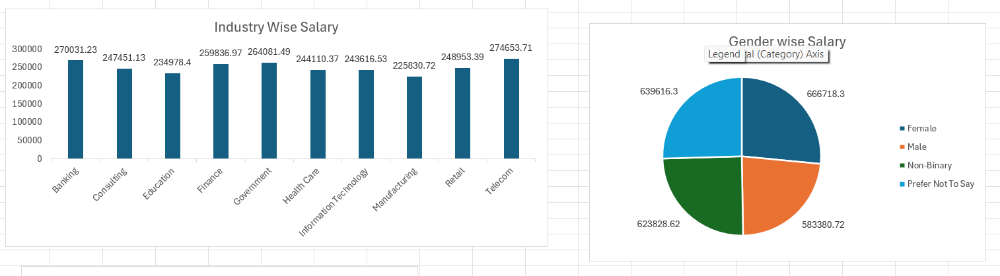 Industry Wise Salary
300000
250000
200000
150000
100000
50000
0
270031.23
247451.13
234978.4
259836.97
264081.49
244110.37
243616.53
225830.72
248953.39
274653.71
Banking
Consulting
Education
Finance
Government
Health Care
Information Technology
Manufacturing
Retail
Telecom
Gender wise Salary
Legend (Category) Axis
639616.3
666718.3
623828.62
583380.72
Female
Male
Non-Binary
Prefer Not To Say